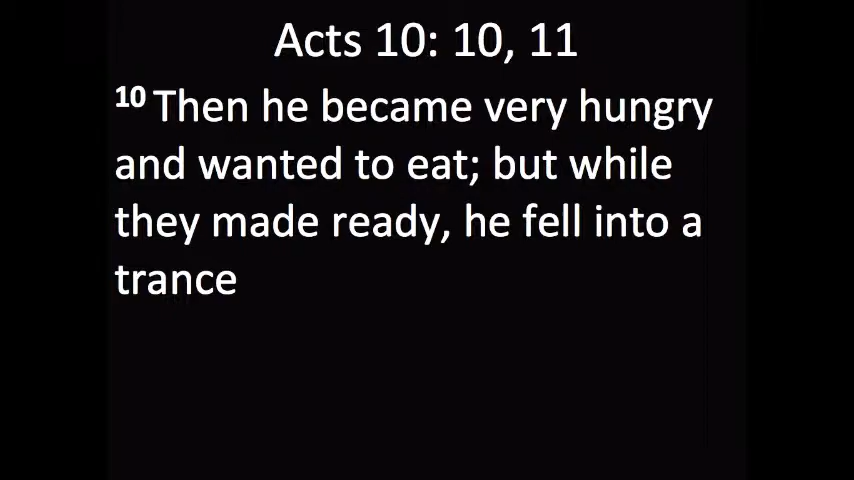 Acts 10: 10, 11
10 Then he became very hungry
and wanted to eat; but while
they made ready, he fell into a
trance